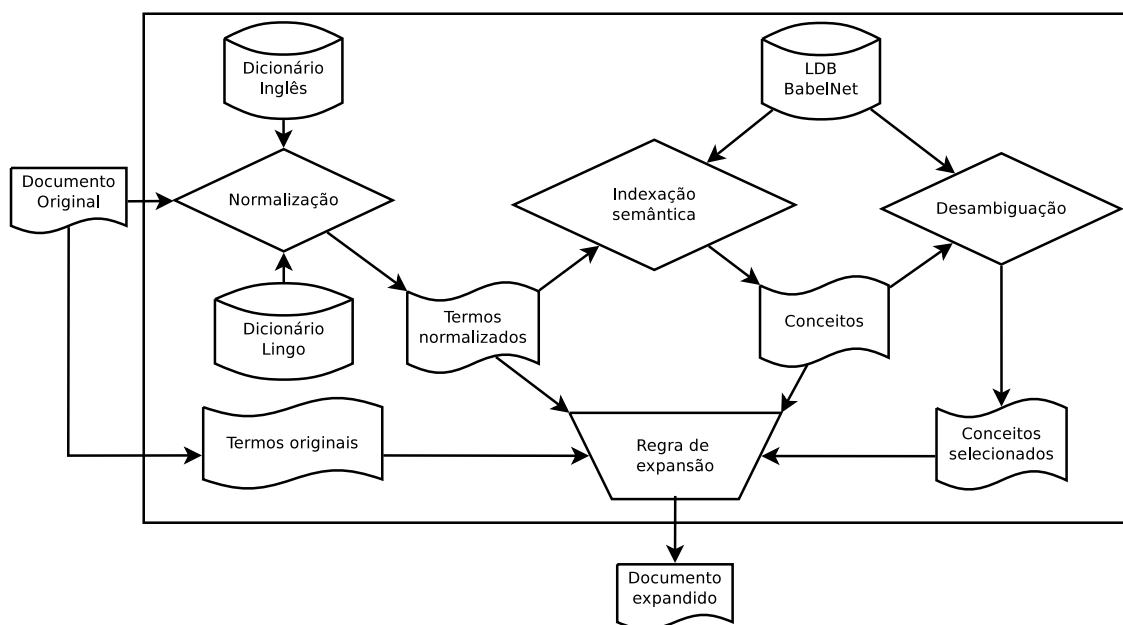 Dicionário
Inglês
LDB
BabelNet
Documento
Original
Normalização
Indexação
semântica
Desambiguação
Dicionário
Lingo
Termos
normalizados
Conceitos
Termos originais
Regra de
expansão
Conceitos
selecionados
Documento
expandido